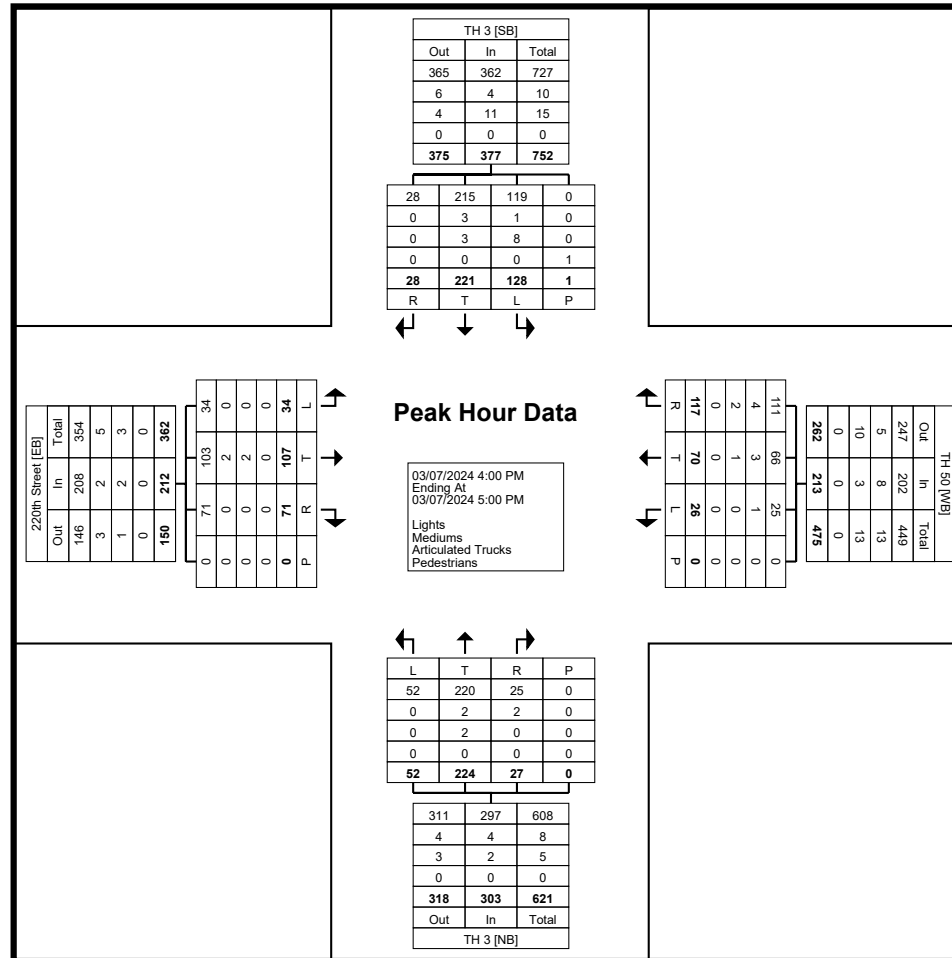 TH 3 [SB]
Out In Total
365 362 727
6 4 10
4 11 15
0 0 0
375 377 752
28 215 119 0
0 3 1 0
0 3 8 0
0 0 0 1
28 221 128 1
R T L P
220th Street [EB]
Total 354 5 3 0 362
In 208 2 2 0 212
Out 146 3 1 0 150
34 0 0 0 34 L
103 2 2 0 107 T
71 0 0 0 71 R
0 0 0 0 0 P
Peak Hour Data
03/07/2024 4:00 PM
Ending At
03/07/2024 5:00 PM
Lights
Mediums
Articulated Trucks
Pedestrians
R 117 0 2 4 111
T 70 0 1 3 66
L 26 0 0 1 25
P 0 0 0 0 0
TH 50 [WB]
Out 247 5 10 0 262
In 202 8 3 0 213
Total 449 13 13 0 475
L T R P
52 220 25 0
0 2 2 0
0 2 0 0
0 0 0 0
52 224 27 0
311 297 608
4 4 8
3 2 5
0 0 0
318 303 621
Out In Total
TH 3 [NB]